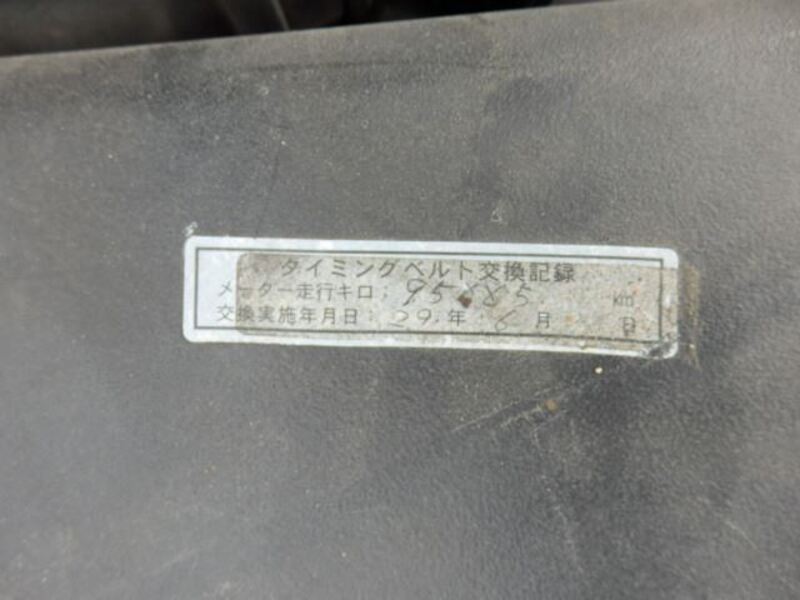 タイミングベルト交換記録
メーター走行キロ: km
交換実施年月日:29年 6月 日